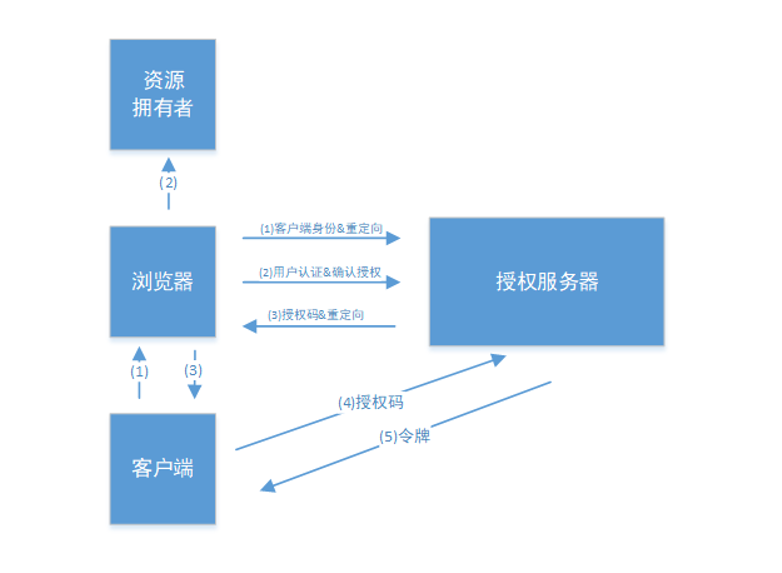 资源
拥有者
(2)
(1)客户端身份&重定向
(2)用户认证&确认授权
浏览器
授权服务器
(3)授权码&重定向
(1)
(3)
(4)授权码
(5)令牌
客户端